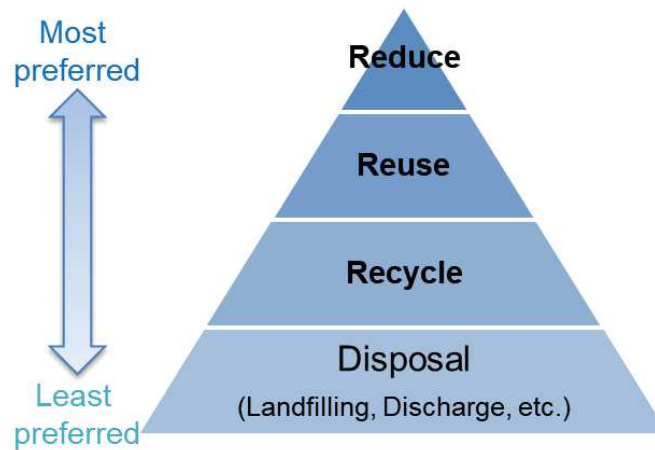 Most
preferred
Reduce
Reuse
Recycle
Disposal
(Landfilling, Discharge, etc.)
Least
preferred